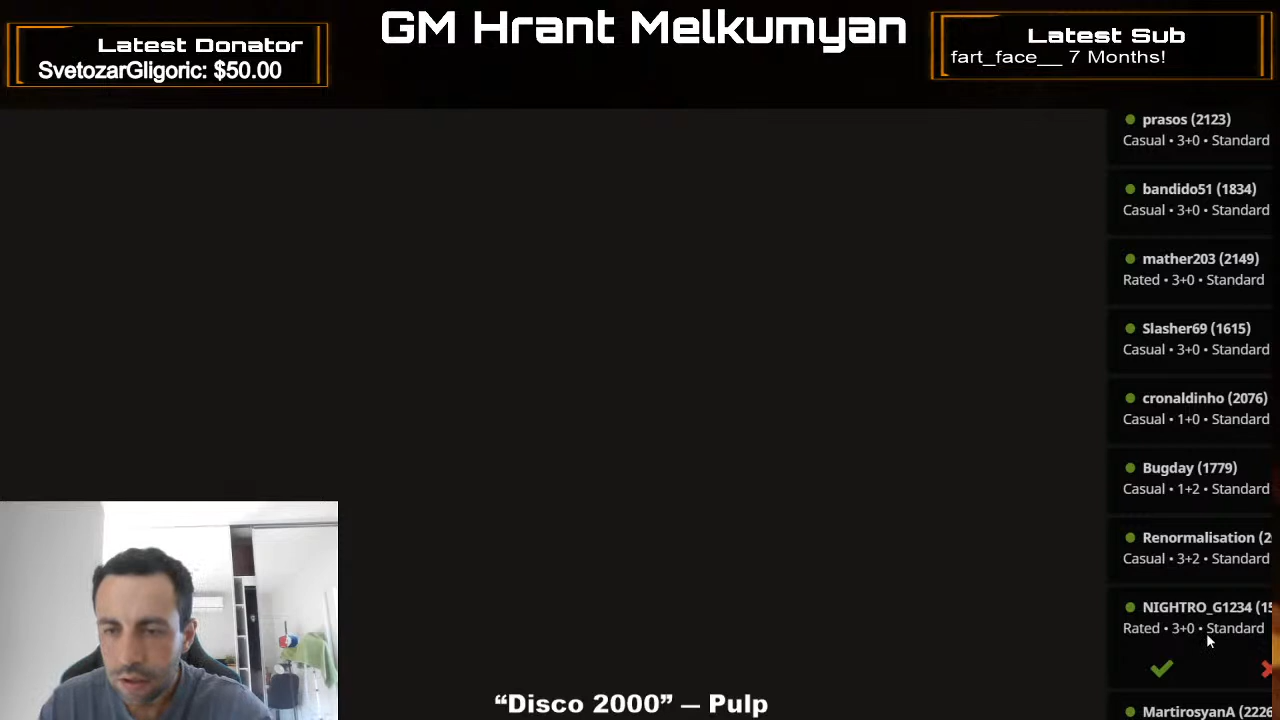 GM Hrant Melkumyan
Latest Donator
SvetozarGligoric: $50.00
Latest Sub
fart_face__ 7 Months!
prasos (2123)
Casual • 3+0 • Standard
bandido51 (1834)
Casual • 3+0 • Standard
mather203 (2149)
Rated • 3+0 • Standard
Slasher69 (1615)
Casual • 3+0 • Standard
cronaldinho (2076)
Casual • 1+0 • Standard
Bugday (1779)
Casual • 1+2 • Standard
Renormalisation
Casual • 3+2 • Standard
NIGHTRO_G1234
Rated • 3+0 • Standard
MartirosyanA (2226
“Disco 2000” — Pulp